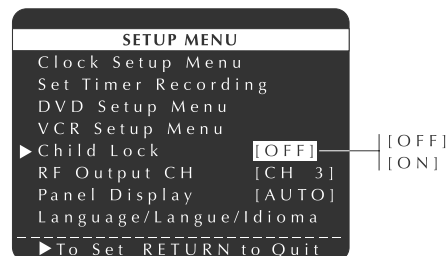 SETUP MENU
Clock Setup Menu
Set Timer Recording
DVD Setup Menu
VCR Setup Menu
▶Child Lock [OFF]
RF Output CH [CH 3]
Panel Display [AUTO]
Language/Langue/Idioma
▶To Set RETURN to Quit
[OFF]
[ON]